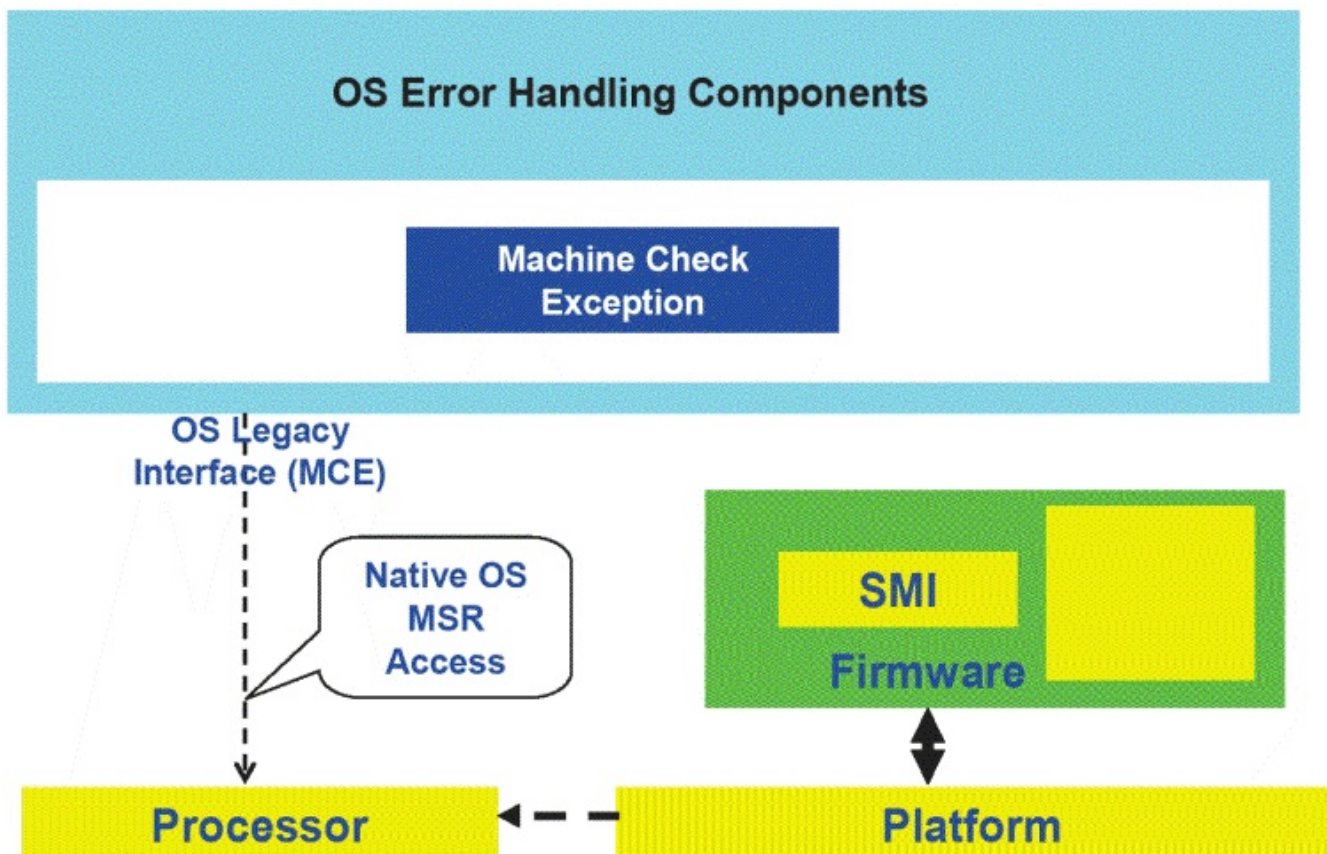 OS Error Handling Components
Machine Check
Exception
OS Legacy
Interface (MCE)
Native OS
MSR
Access
SMI
Firmware
Processor
Platform